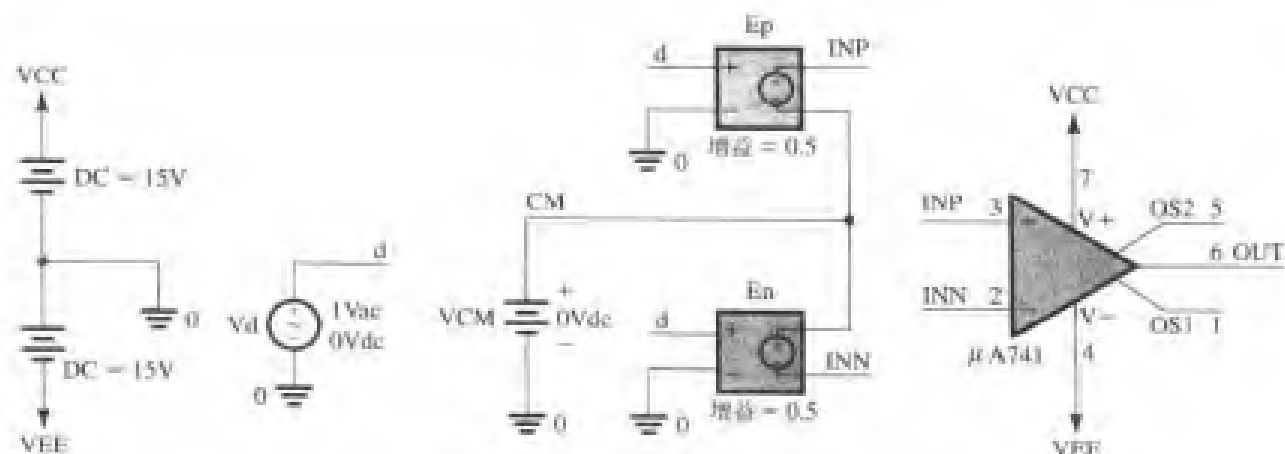 VCC
DC = 15V
0
DC = 15V
VEE
d
Vd
1Vac
0Vdc
0
Ep
d
INP
0
增益 = 0.5
CM
VCM
+
0Vdc
−
0
En
d
INN
0
增益 = 0.5
VCC
7
INP 3
V+
OS2 5
6 OUT
INN 2
V−
OS1 1
μA741
4
VEE